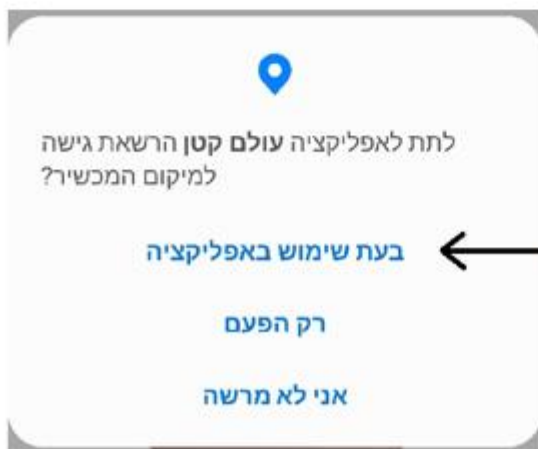 לתת לאפליקציה עולם קטן הרשאת גישה
למיקום המכשיר?
בעת שימוש באפליקציה
רק הפעם
אני לא מרשה